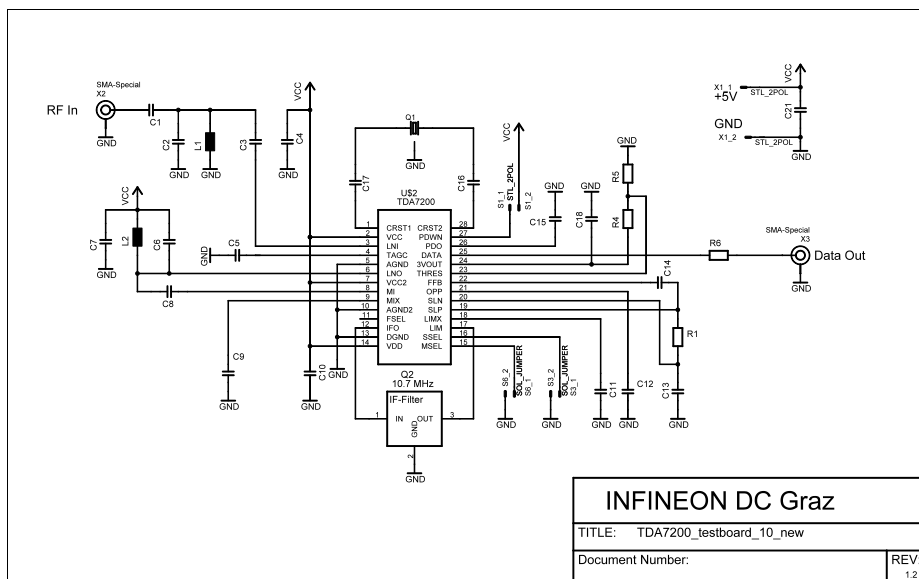 SMA-Special
X2
RF In
GND
C1
C2
GND
L1
GND
C3
C4
GND
VCC
Q1
GND
C17
C16
VCC
S1_1
STL_2POL
S1_2
GND
R5
R4
GND
C15
GND
C18
X1_1
+5V
STL_2POL
VCC
C21
GND
X1_2
STL_2POL
GND
VCC
C7
GND
L2
C6
GND
C5
C8
C9
GND
C10
GND
GND
U$2
TDA7200
1 CRST1 CRST2 28
2 VCC PDWN 27
3 LNI PDO 26
4 TAGC DATA 25
5 AGND 3VOUT 24
6 LNO THRES 23
7 VCC2 FFB 22
8 MI OPP 21
9 MIX SLN 20
10 AGND2 SLP 19
11 FSEL LIMX 18
12 IFO LIM 17
13 DGND SSEL 16
14 VDD MSEL 15
R6
SMA-Special
X3
Data Out
GND
C14
R1
C13
GND
C11
GND
C12
GND
S6_2
SOL_JUMPER
S6_1
GND
S3_2
SOL_JUMPER
S3_1
GND
Q2
10.7 MHz
IF-Filter
1 IN OUT 3
GND
2
GND
INFINEON DC Graz
TITLE: TDA7200_testboard_10_new
Document Number:
REV
1.2